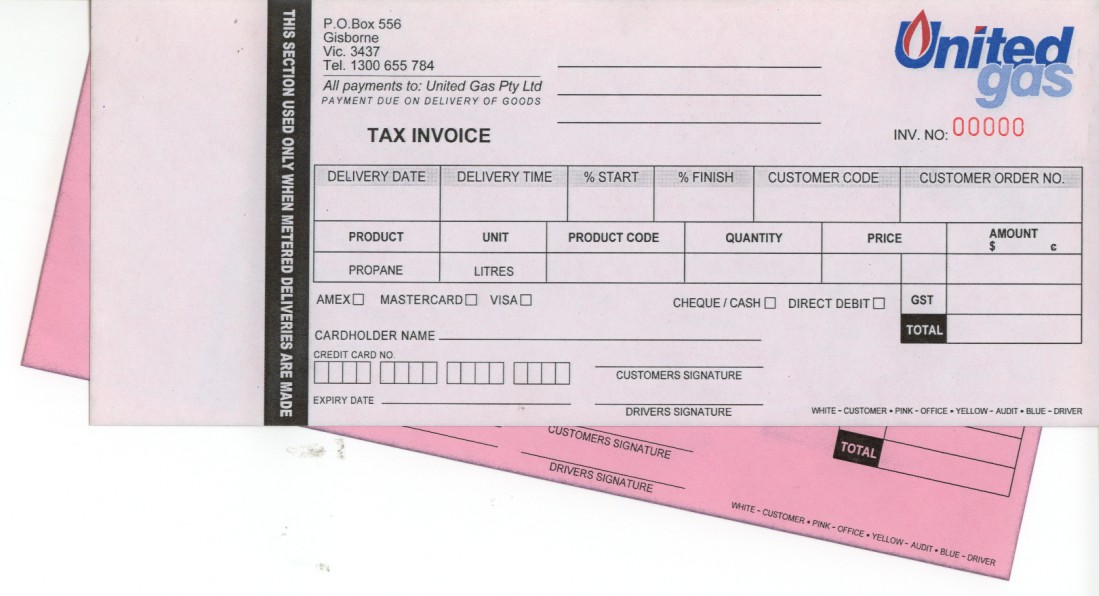 THIS SECTION USED ONLY WHEN METERED DELIVERIES ARE MADE
P.O.Box 556
Gisborne
Vic. 3437
Tel. 1300 655 784
All payments to: United Gas Pty Ltd
PAYMENT DUE ON DELIVERY OF GOODS
United
gas
TAX INVOICE
INV. NO: 00000
DELIVERY DATE DELIVERY TIME % START % FINISH CUSTOMER CODE CUSTOMER ORDER NO.
PRODUCT UNIT PRODUCT CODE QUANTITY PRICE AMOUNT
$ c
PROPANE LITRES
AMEX MASTERCARD VISA CHEQUE / CASH DIRECT DEBIT GST
TOTAL
CARDHOLDER NAME
CREDIT CARD NO.
CUSTOMERS SIGNATURE
EXPIRY DATE
DRIVERS SIGNATURE
WHITE - CUSTOMER • PINK - OFFICE • YELLOW - AUDIT • BLUE - DRIVER
CUSTOMERS SIGNATURE
TOTAL
DRIVERS SIGNATURE
WHITE - CUSTOMER • PINK - OFFICE • YELLOW - AUDIT • BLUE - DRIVER